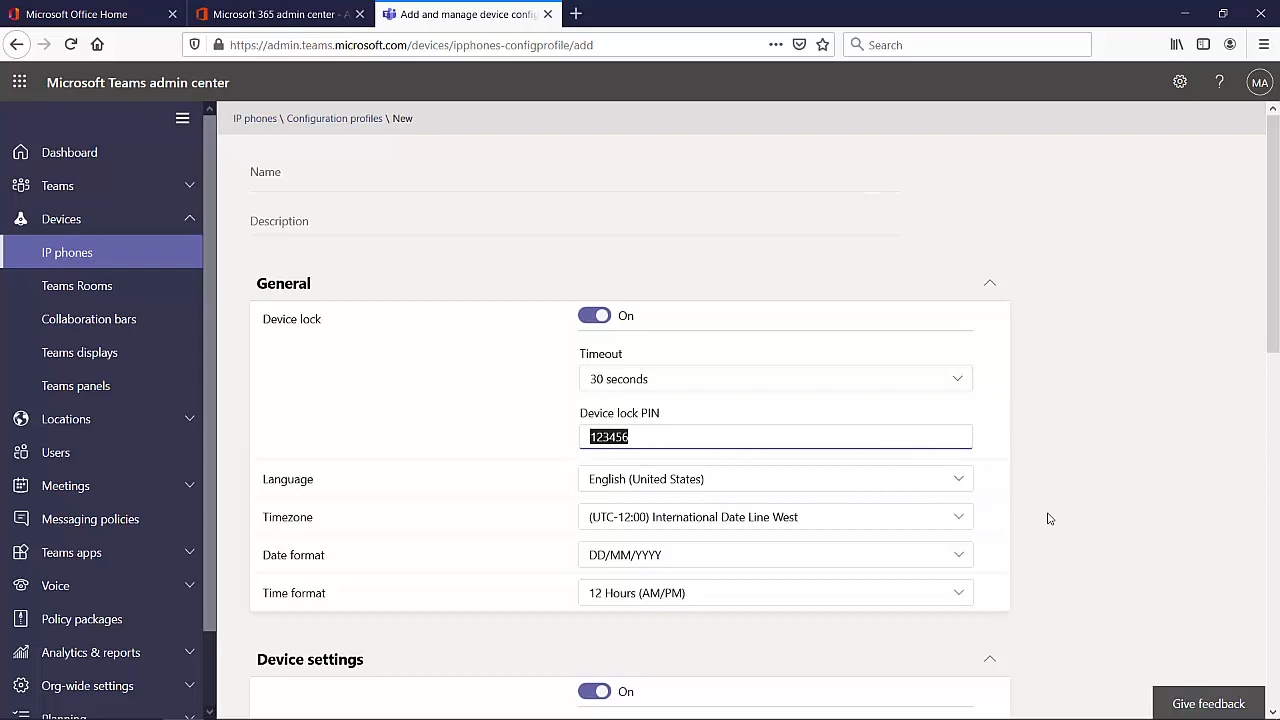 Microsoft Office Home
Microsoft 365 admin center - A
Add and manage device config
https://admin.teams.microsoft.com/devices/ipphones-configprofile/add
Search
Microsoft Teams admin center
MA
IP phones \ Configuration profiles \ New
Dashboard
Teams
Devices
IP phones
Teams Rooms
Collaboration bars
Teams displays
Teams panels
Locations
Users
Meetings
Messaging policies
Teams apps
Voice
Policy packages
Analytics & reports
Org-wide settings
Planning
Name
Description
General
Device lock
On
Timeout
30 seconds
Device lock PIN
123456
Language
English (United States)
Timezone
(UTC-12:00) International Date Line West
Date format
DD/MM/YYYY
Time format
12 Hours (AM/PM)
Device settings
On
Give feedback